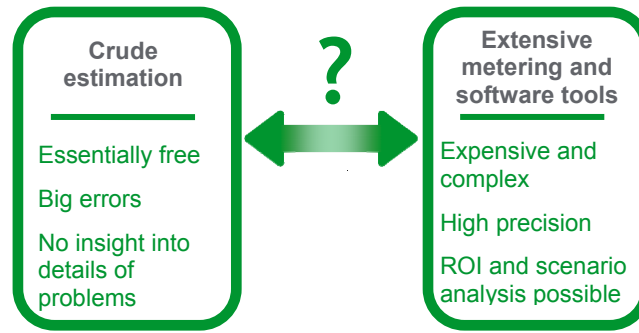 Crude
estimation
Essentially free
Big errors
No insight into
details of
problems
?
Extensive
metering and
software tools
Expensive and
complex
High precision
ROI and scenario
analysis possible